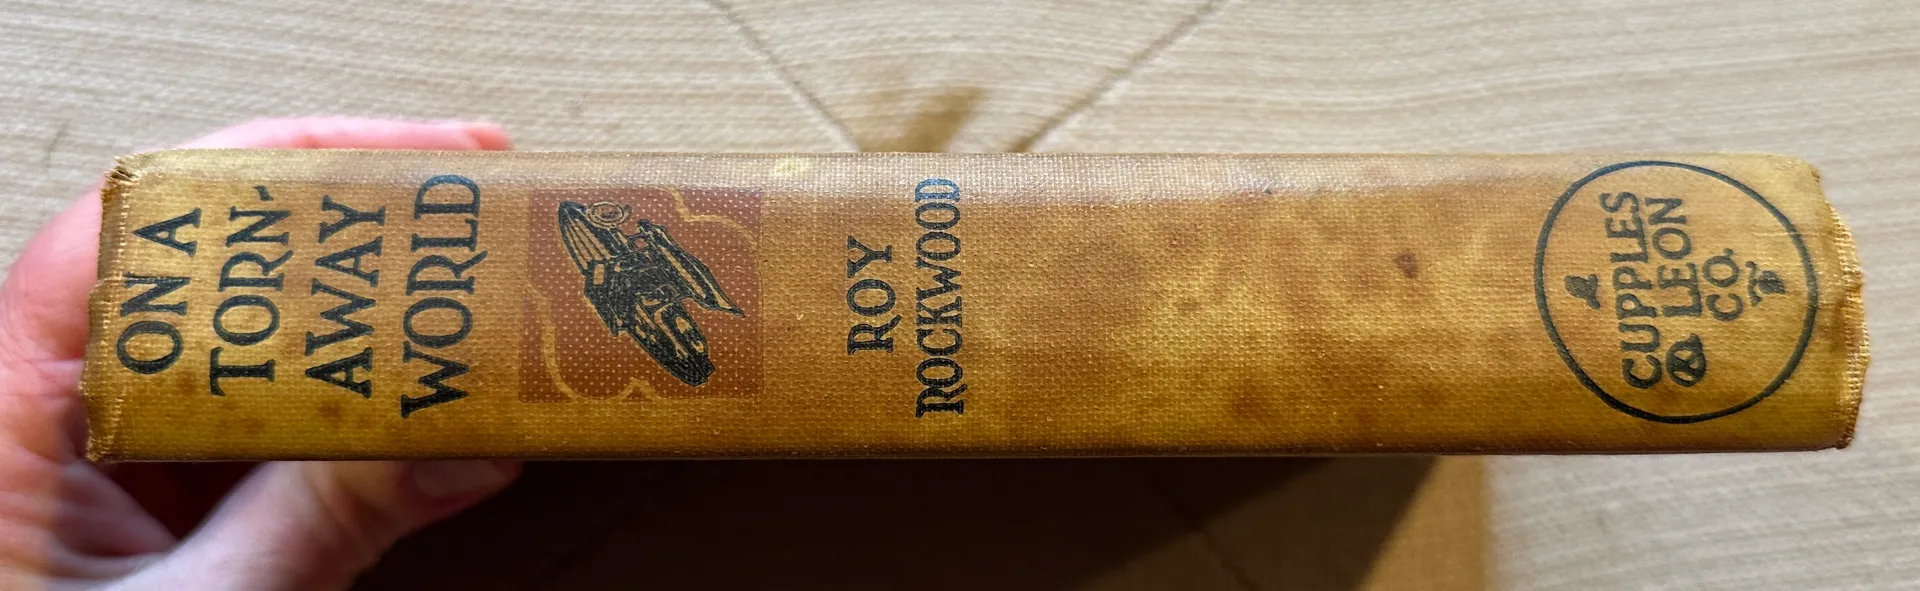 ON A
TORN-
AWAY
WORLD
ROY
ROCKWOOD
CUPPLES
& LEON
CO.